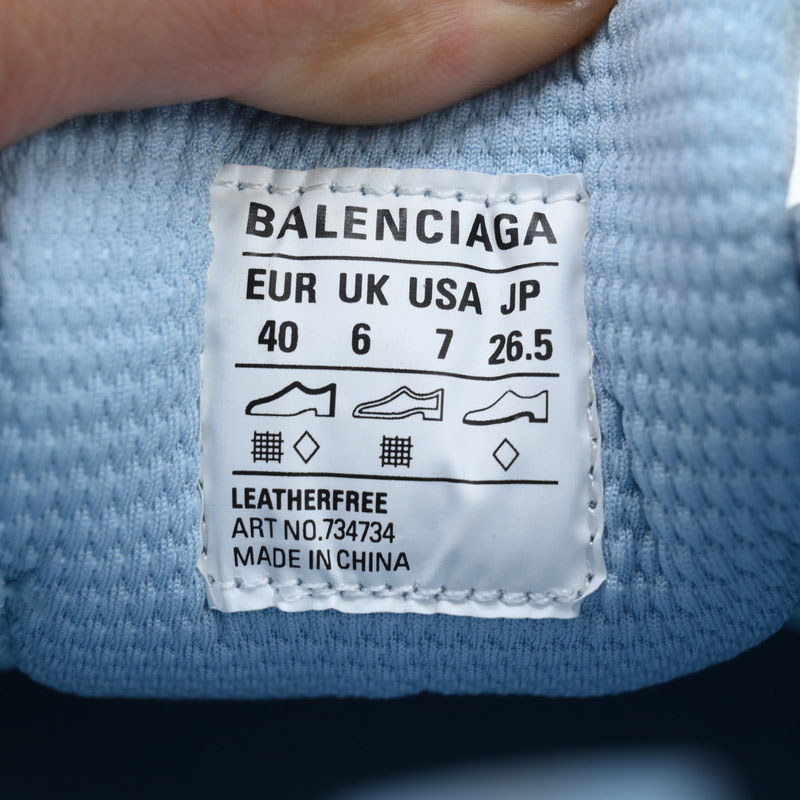 BALENCIAGA
EUR UK USA JP
40 6 7 26.5
LEATHERFREE
ART NO.734734
MADE IN CHINA